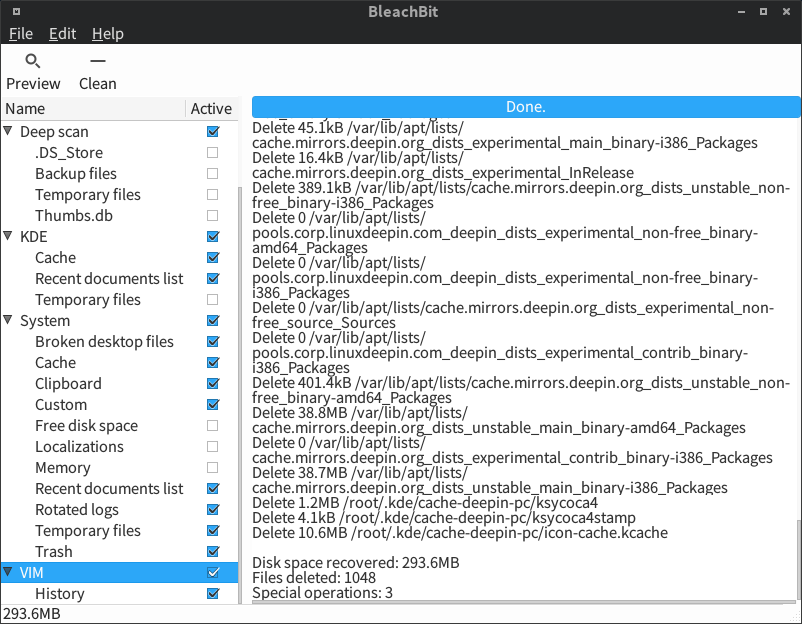 BleachBit
File Edit Help
Preview Clean
Name Active
Deep scan
.DS_Store
Backup files
Temporary files
Thumbs.db
KDE
Cache
Recent documents list
Temporary files
System
Broken desktop files
Cache
Clipboard
Custom
Free disk space
Localizations
Memory
Recent documents list
Rotated logs
Temporary files
Trash
VIM
History
Done.
Delete 45.1kB /var/lib/apt/lists/
cache.mirrors.deepin.org_dists_experimental_main_binary-i386_Packages
Delete 16.4kB /var/lib/apt/lists/
cache.mirrors.deepin.org_dists_experimental_InRelease
Delete 389.1kB /var/lib/apt/lists/cache.mirrors.deepin.org_dists_unstable_non-
free_binary-i386_Packages
Delete 0 /var/lib/apt/lists/
pools.corp.linuxdeepin.com_deepin_dists_experimental_non-free_binary-
amd64_Packages
Delete 0 /var/lib/apt/lists/
pools.corp.linuxdeepin.com_deepin_dists_experimental_non-free_binary-
i386_Packages
Delete 0 /var/lib/apt/lists/cache.mirrors.deepin.org_dists_experimental_non-
free_source_Sources
Delete 0 /var/lib/apt/lists/
pools.corp.linuxdeepin.com_deepin_dists_experimental_contrib_binary-
i386_Packages
Delete 401.4kB /var/lib/apt/lists/cache.mirrors.deepin.org_dists_unstable_non-
free_binary-amd64_Packages
Delete 38.8MB /var/lib/apt/lists/
cache.mirrors.deepin.org_dists_unstable_main_binary-amd64_Packages
Delete 0 /var/lib/apt/lists/
cache.mirrors.deepin.org_dists_experimental_contrib_binary-i386_Packages
Delete 38.7MB /var/lib/apt/lists/
cache.mirrors.deepin.org_dists_unstable_main_binary-i386_Packages
Delete 1.2MB /root/.kde/cache-deepin-pc/ksycoca4
Delete 4.1kB /root/.kde/cache-deepin-pc/ksycoca4stamp
Delete 10.6MB /root/.kde/cache-deepin-pc/icon-cache.kcache
Disk space recovered: 293.6MB
Files deleted: 1048
Special operations: 3
293.6MB